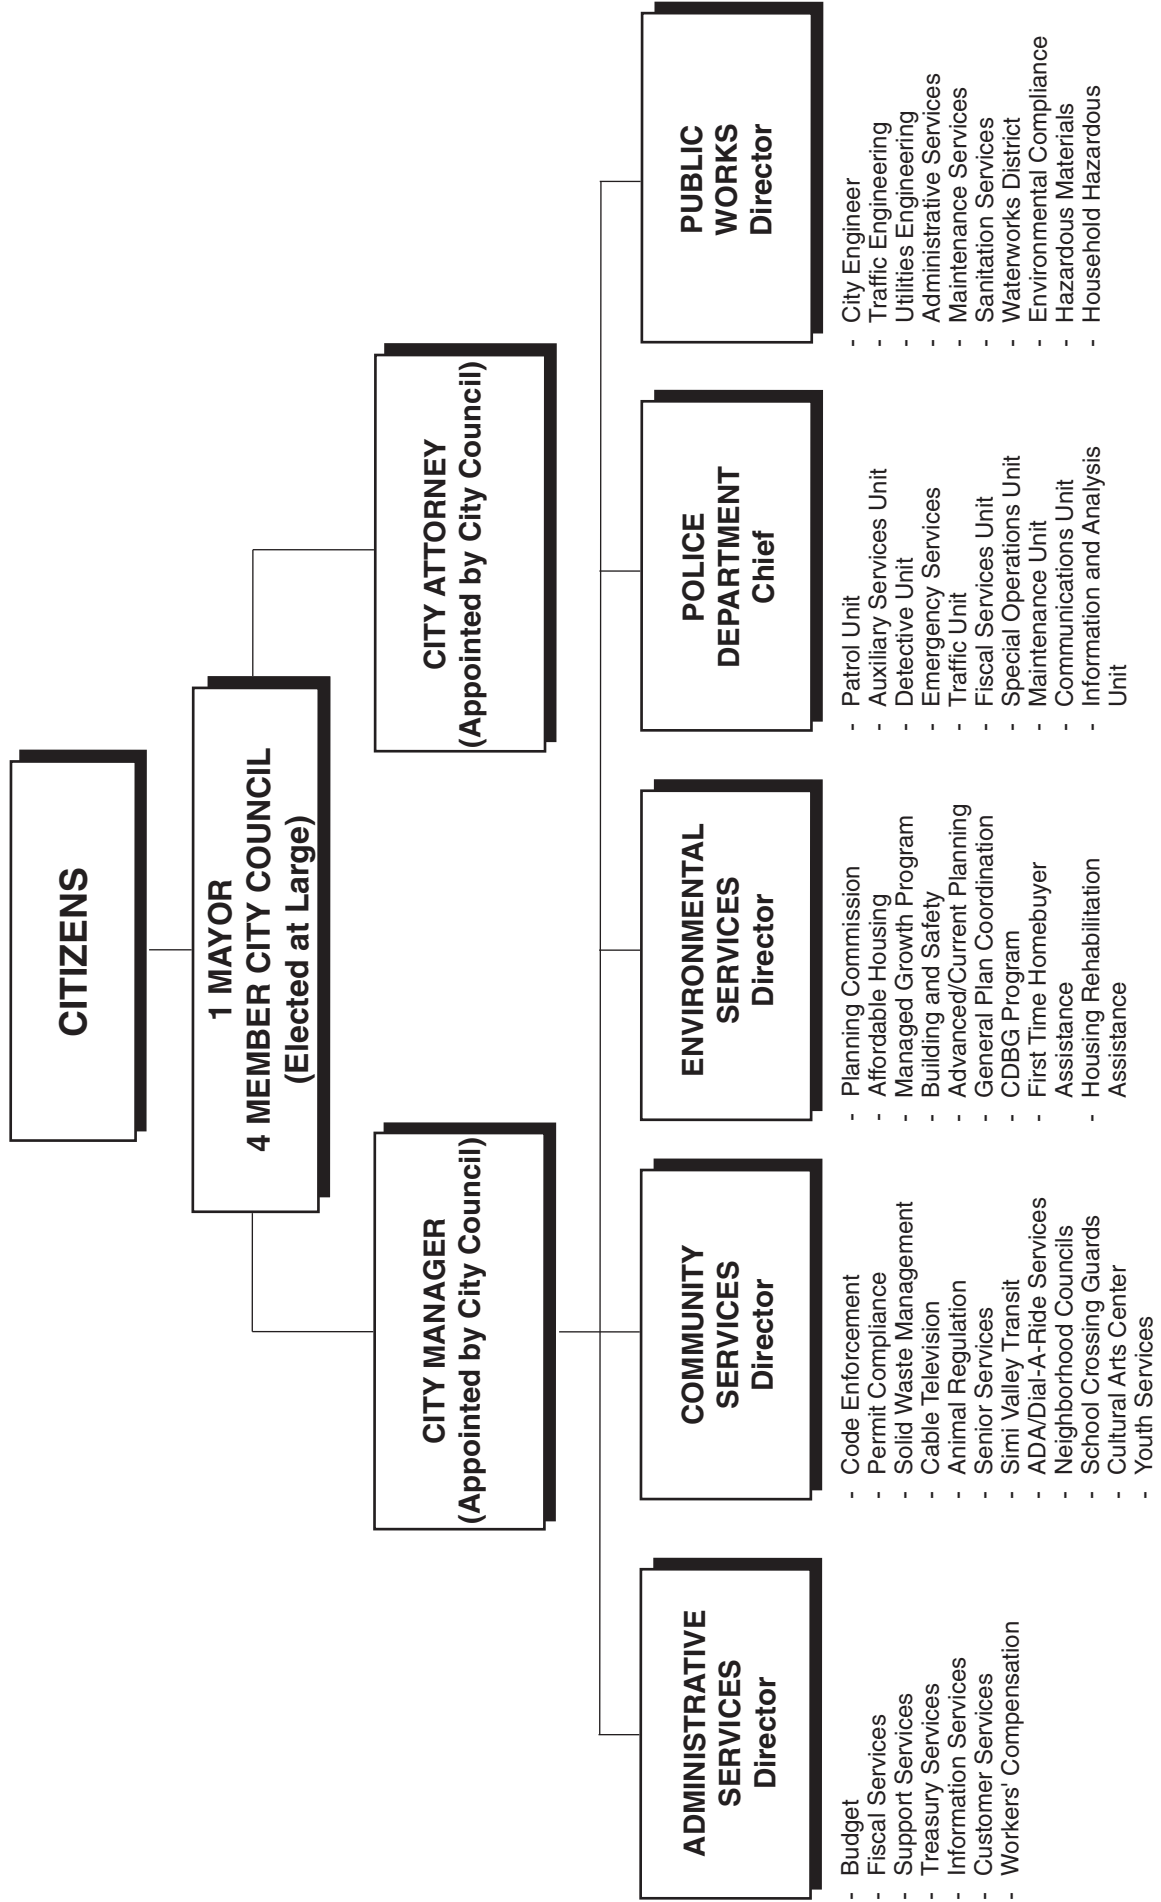 CITIZENS
1 MAYOR
4 MEMBER CITY COUNCIL
(Elected at Large)
CITY MANAGER
(Appointed by City Council)
CITY ATTORNEY
(Appointed by City Council)
ADMINISTRATIVE
SERVICES
Director
- Budget
- Fiscal Services
- Support Services
- Treasury Services
- Information Services
- Customer Services
- Workers' Compensation
COMMUNITY
SERVICES
Director
- Code Enforcement
- Permit Compliance
- Solid Waste Management
- Cable Television
- Animal Regulation
- Senior Services
- Simi Valley Transit
- ADA/Dial-A-Ride Services
- Neighborhood Councils
- School Crossing Guards
- Cultural Arts Center
- Youth Services
ENVIRONMENTAL
SERVICES
Director
- Planning Commission
- Affordable Housing
- Managed Growth Program
- Building and Safety
- Advanced/Current Planning
- General Plan Coordination
- CDBG Program
- First Time Homebuyer
Assistance
- Housing Rehabilitation
Assistance
POLICE
DEPARTMENT
Chief
- Patrol Unit
- Auxiliary Services Unit
- Detective Unit
- Emergency Services
- Traffic Unit
- Fiscal Services Unit
- Special Operations Unit
- Maintenance Unit
- Communications Unit
- Information and Analysis
Unit
PUBLIC
WORKS
Director
- City Engineer
- Traffic Engineering
- Utilities Engineering
- Administrative Services
- Maintenance Services
- Sanitation Services
- Waterworks District
- Environmental Compliance
- Hazardous Materials
- Household Hazardous